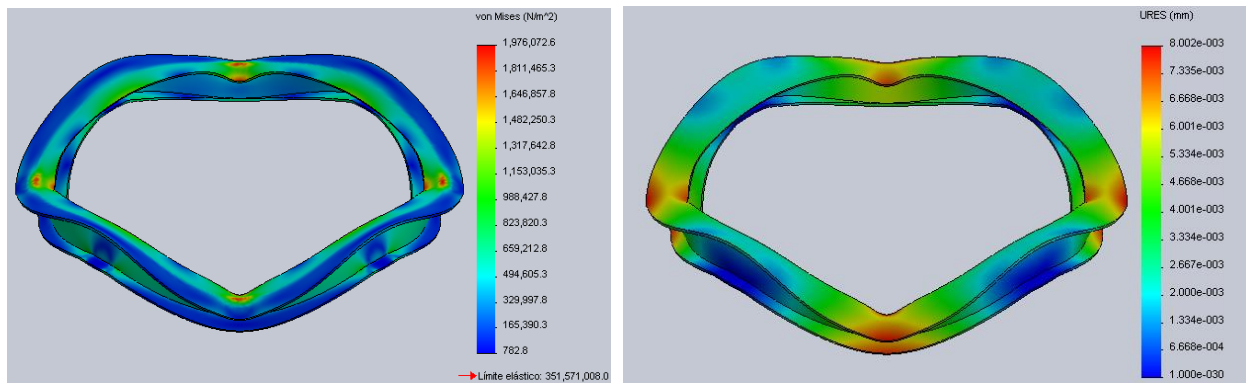 von Mises (N/m^2)
1,976,072.6
1,811,465.3
1,646,857.8
1,482,250.3
1,317,642.8
1,153,035.3
988,427.8
823,820.3
659,212.8
494,605.3
329,997.8
165,390.3
782.8
Límite elástico: 351,571,008.0
URES (mm)
8.002e-003
7.335e-003
6.668e-003
6.001e-003
5.334e-003
4.668e-003
4.001e-003
3.334e-003
2.667e-003
2.000e-003
1.334e-003
6.668e-004
1.000e-030